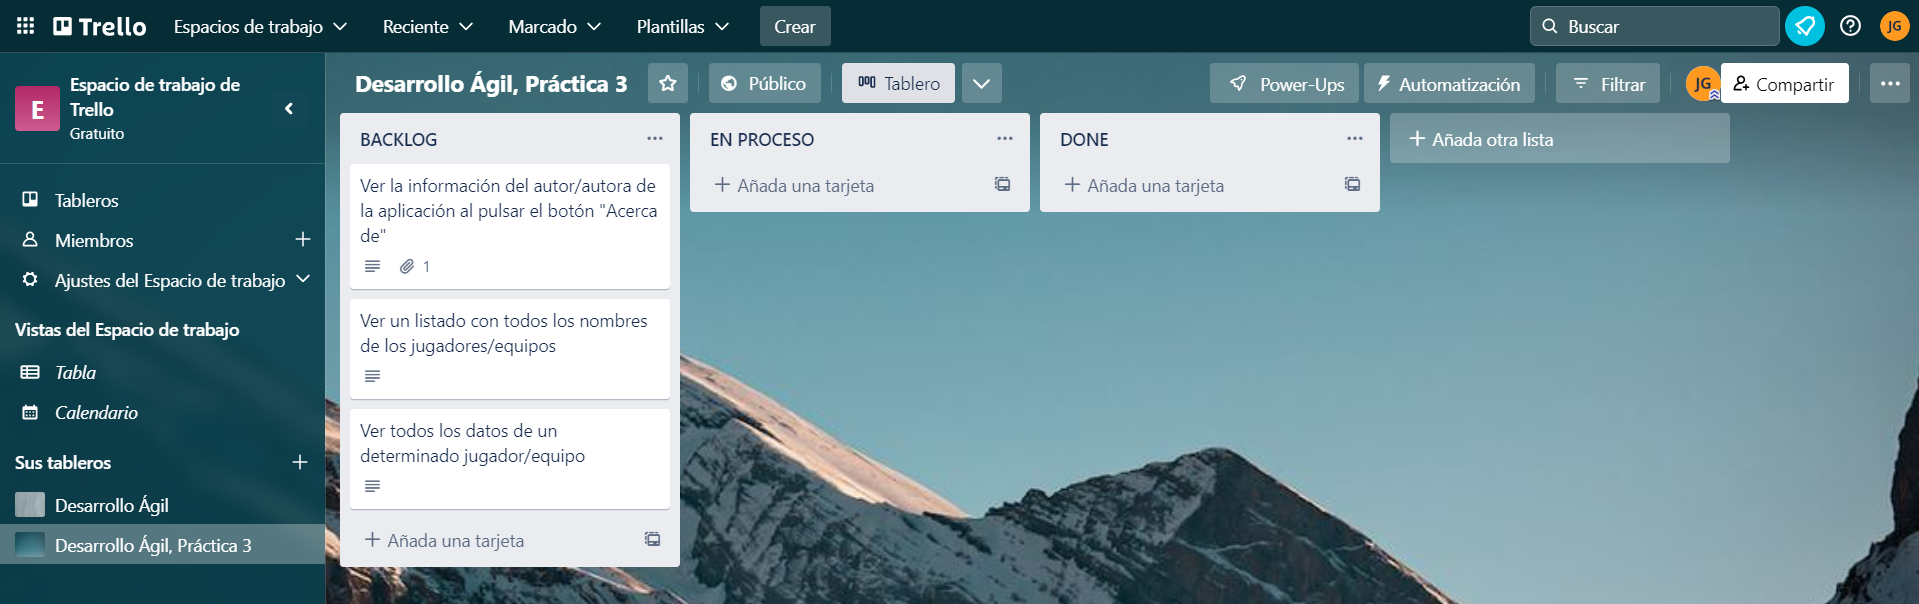 Trello
Espacios de trabajo
Reciente
Marcado
Plantillas
Crear
Buscar
JG
E
Espacio de trabajo de
Trello
Gratuito
Tableros
Miembros
Ajustes del Espacio de trabajo
Vistas del Espacio de trabajo
Tabla
Calendario
Sus tableros
Desarrollo Ágil
Desarrollo Ágil, Práctica 3
Desarrollo Ágil, Práctica 3
Público
Tablero
Power-Ups
Automatización
Filtrar
JG
Compartir
BACKLOG
Ver la información del autor/autora de
la aplicación al pulsar el botón "Acerca
de"
1
Ver un listado con todos los nombres
de los jugadores/equipos
Ver todos los datos de un
determinado jugador/equipo
+ Añada una tarjeta
EN PROCESO
+ Añada una tarjeta
DONE
+ Añada una tarjeta
+ Añada otra lista